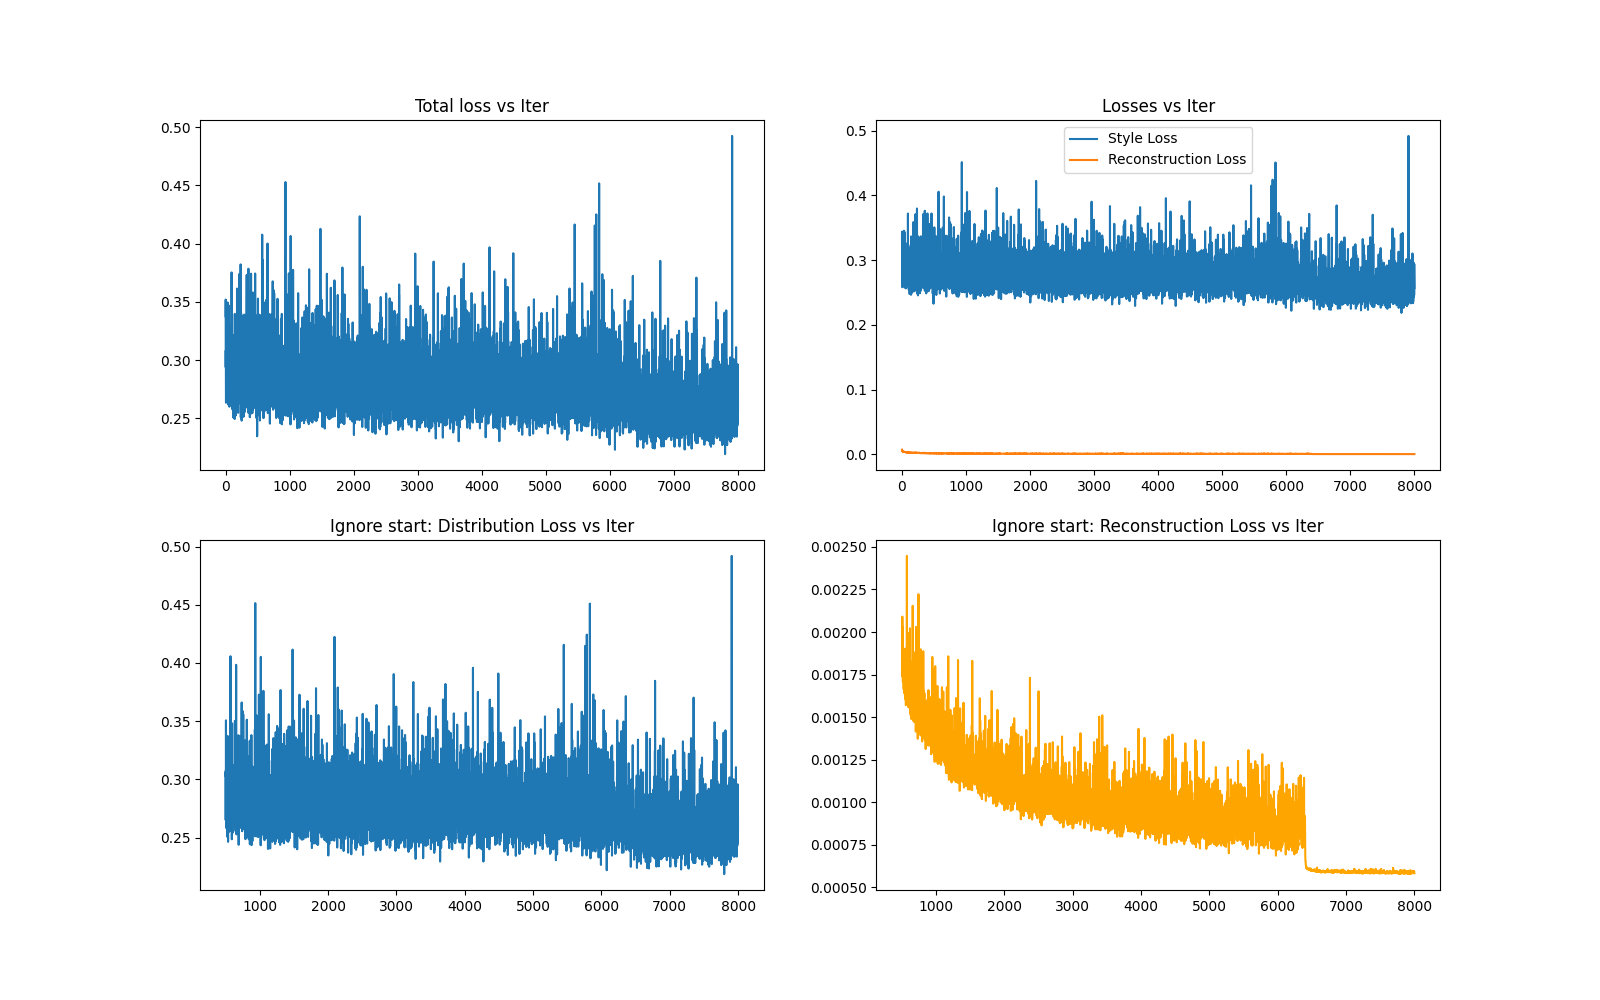 Total loss vs Iter
0.50
0.45
0.40
0.35
0.30
0.25
0 1000 2000 3000 4000 5000 6000 7000 8000
Losses vs Iter
Style Loss
Reconstruction Loss
0.5
0.4
0.3
0.2
0.1
0.0
0 1000 2000 3000 4000 5000 6000 7000 8000
Ignore start: Distribution Loss vs Iter
0.50
0.45
0.40
0.35
0.30
0.25
1000 2000 3000 4000 5000 6000 7000 8000
Ignore start: Reconstruction Loss vs Iter
0.00250
0.00225
0.00200
0.00175
0.00150
0.00125
0.00100
0.00075
0.00050
1000 2000 3000 4000 5000 6000 7000 8000